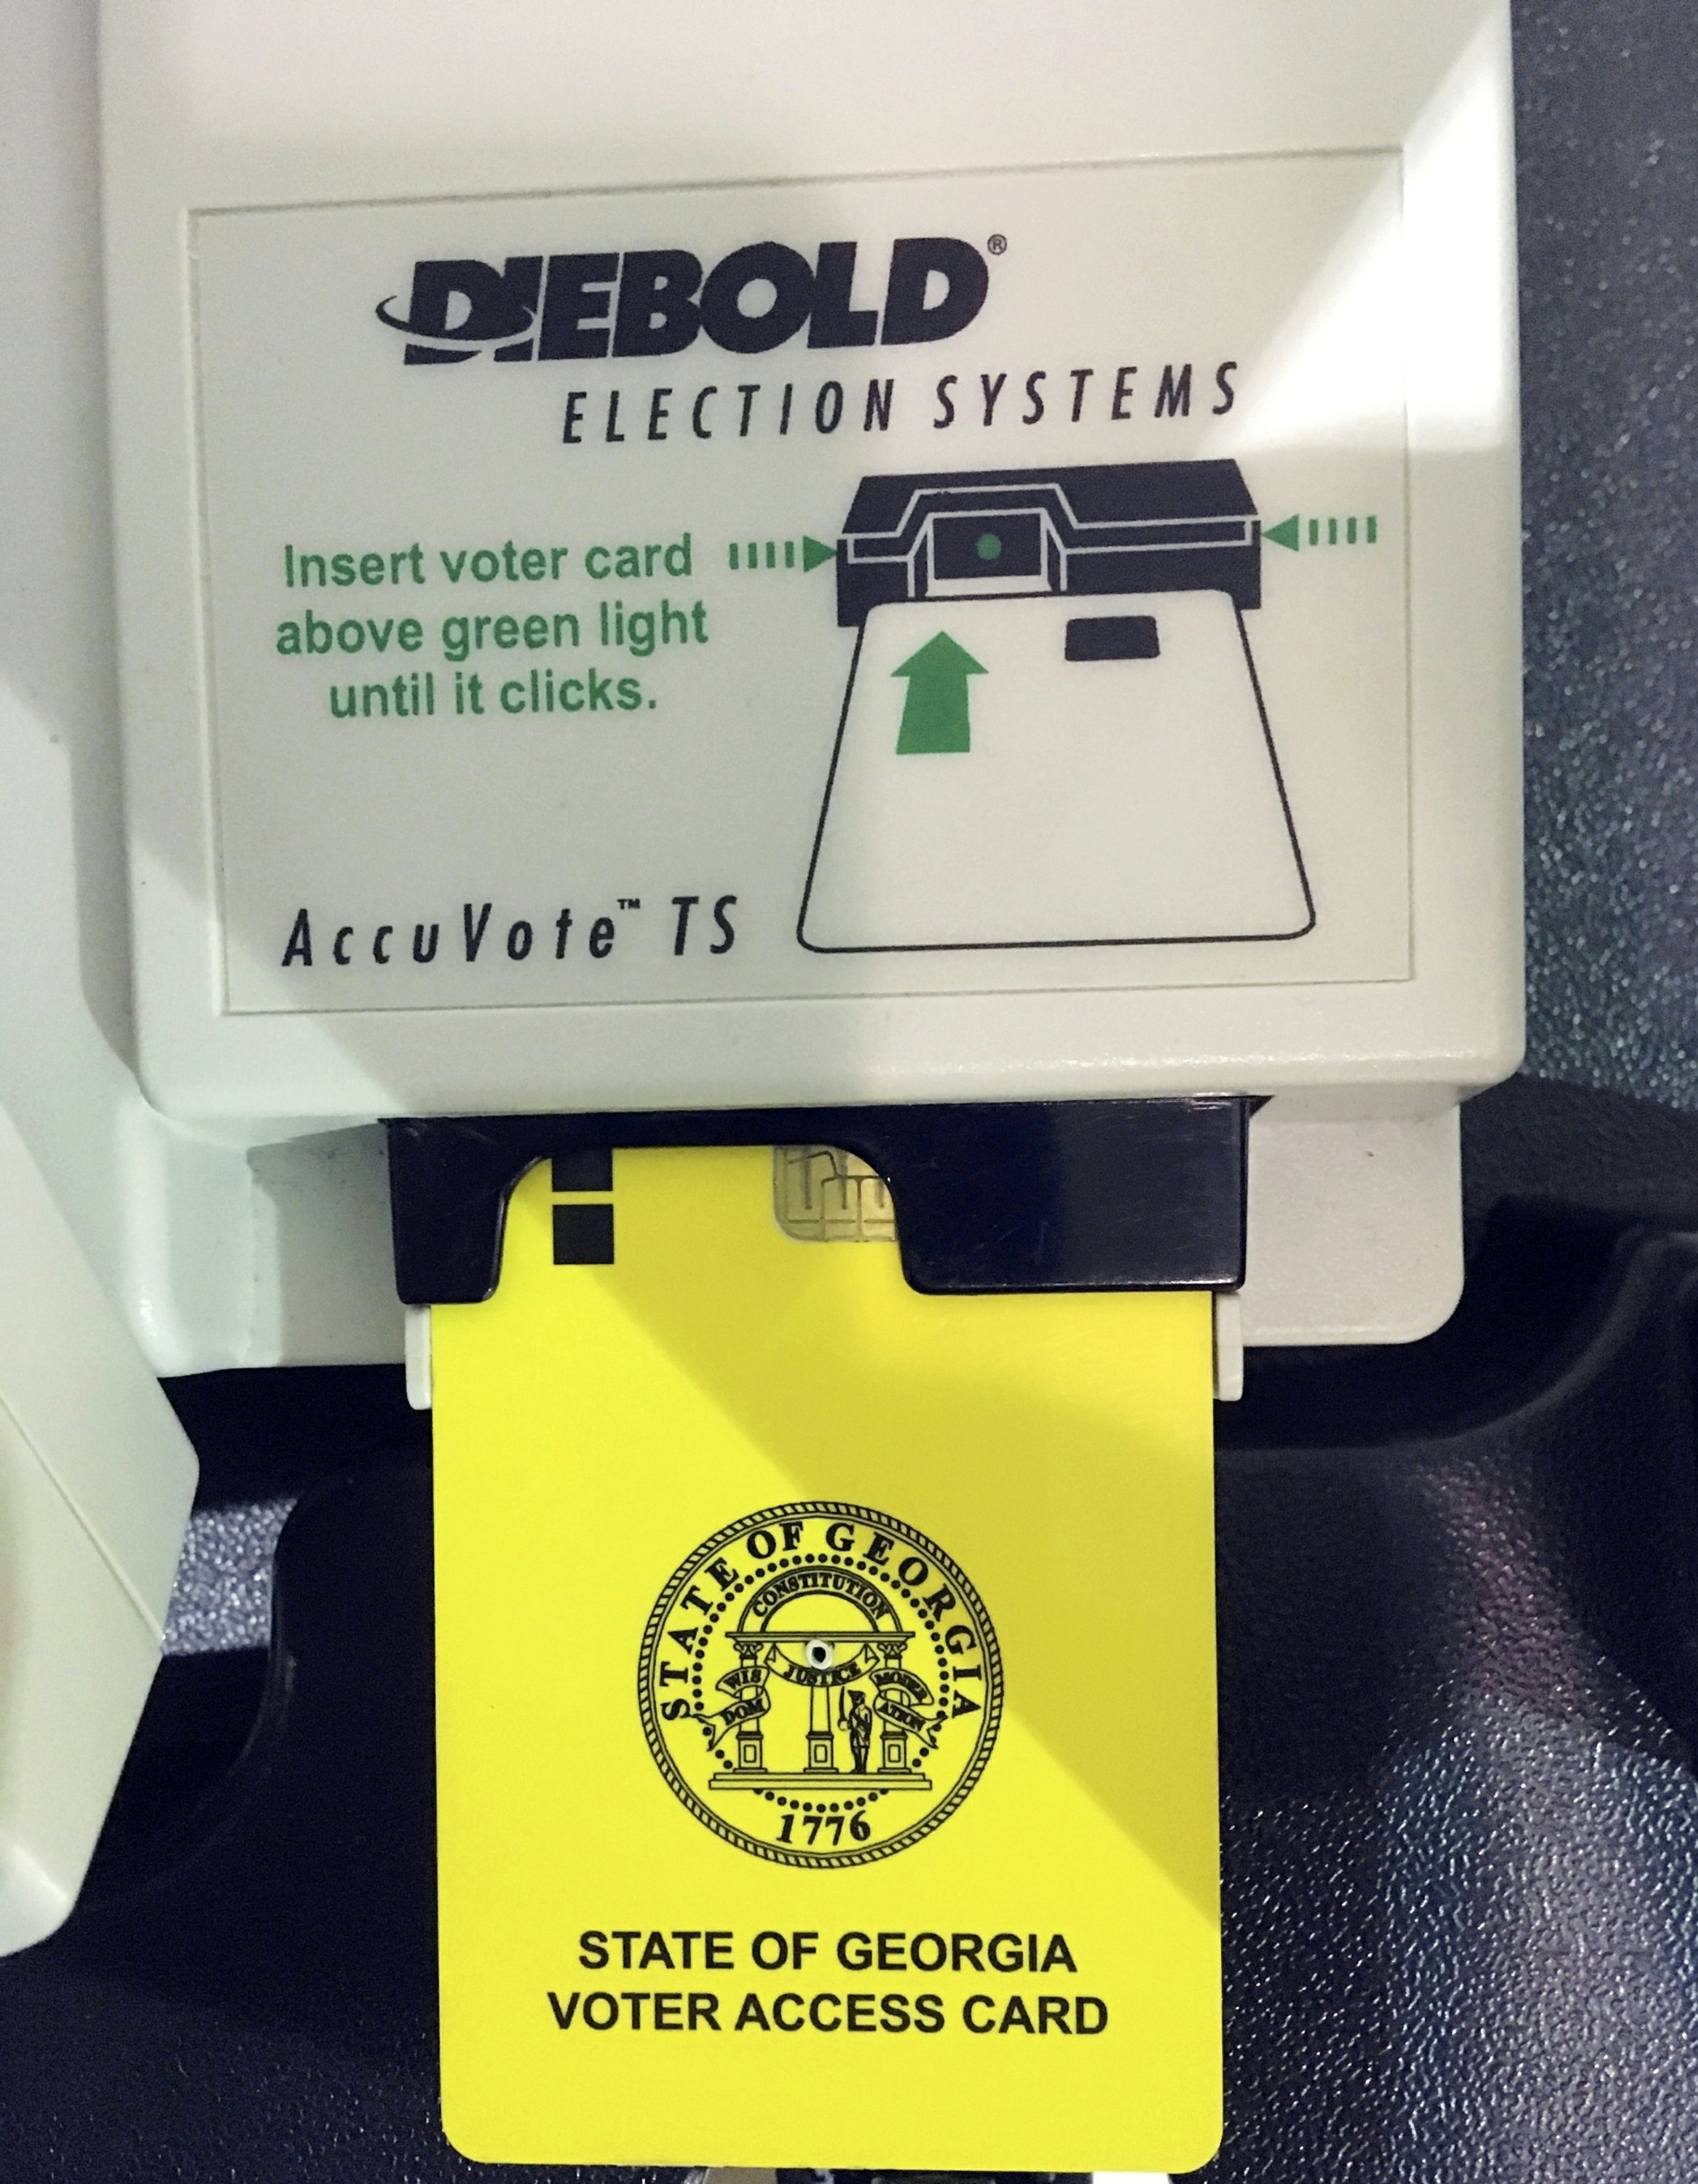 DIEBOLD®
ELECTION SYSTEMS
Insert voter card
above green light
until it clicks.
AccuVote™ TS
STATE OF GEORGIA
CONSTITUTION
WIS
DOM
JUSTICE
MODER
ATION
1776
STATE OF GEORGIA
VOTER ACCESS CARD